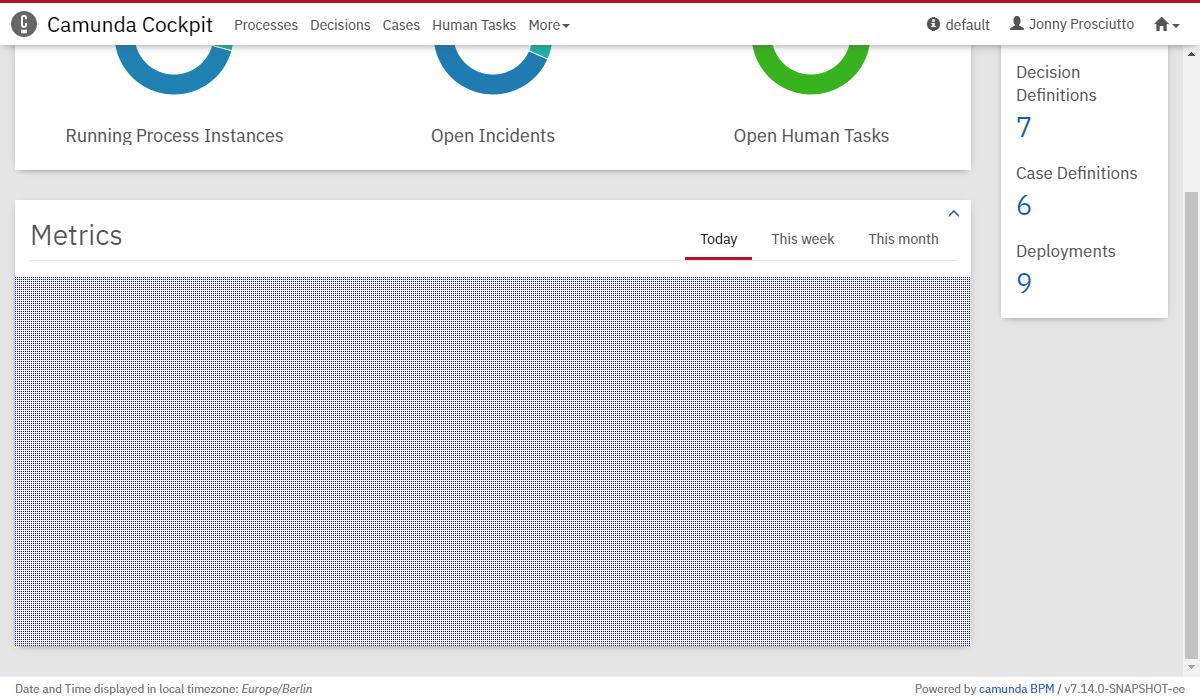 Camunda Cockpit Processes Decisions Cases Human Tasks More default Jonny Prosciutto
Running Process Instances Open Incidents Open Human Tasks
Decision
Definitions
7
Case Definitions
6
Deployments
9
Metrics Today This week This month
Date and Time displayed in local timezone: Europe/Berlin Powered by camunda BPM / v7.14.0-SNAPSHOT-ee